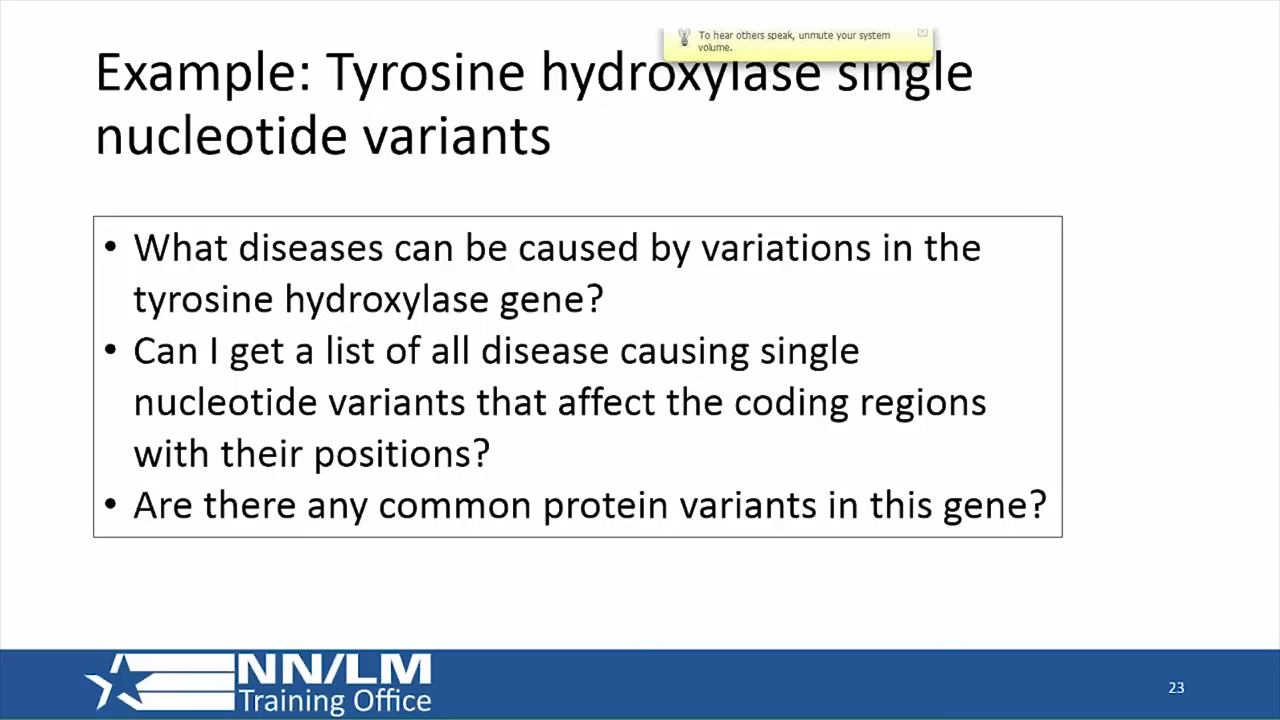 To hear others speak, unmute your system
volume.
Example: Tyrosine hydroxylase single
nucleotide variants
• What diseases can be caused by variations in the
tyrosine hydroxylase gene?
• Can I get a list of all disease causing single
nucleotide variants that affect the coding regions
with their positions?
• Are there any common protein variants in this gene?
NN/LM
Training Office
23